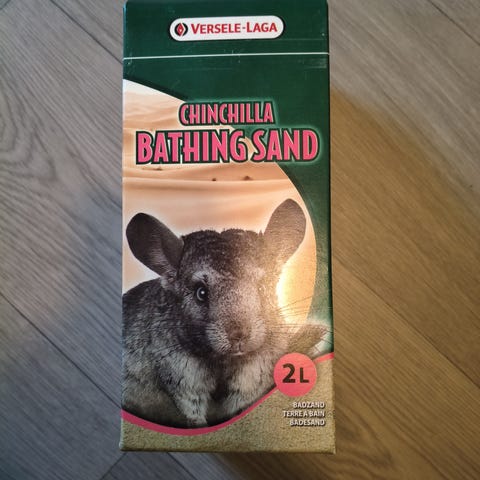 VERSELE-LAGA
CHINCHILLA
BATHING SAND
2L
BADZAND
TERRE A BAIN
BADESAND